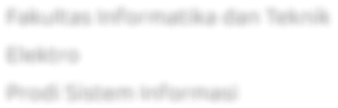 Fakultas Informatika dan Teknik
Elektro
Prodi Sistem Informasi